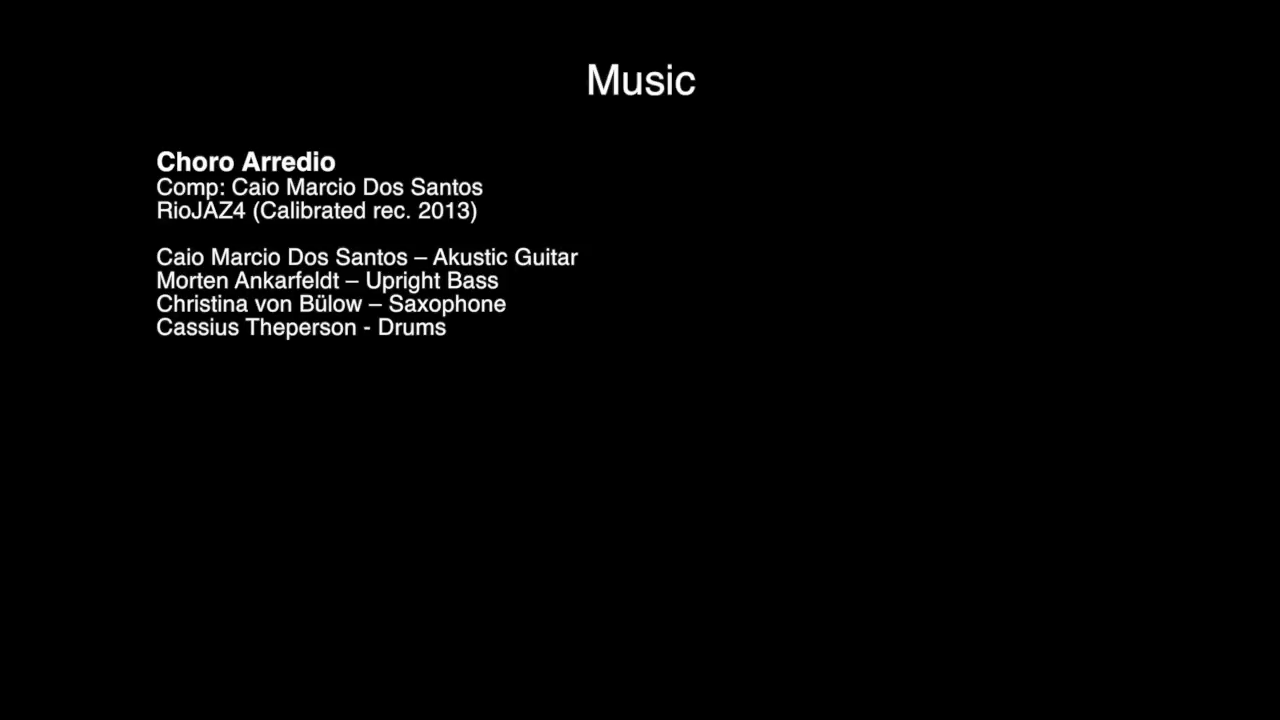 Music
Choro Arredio
Comp: Caio Marcio Dos Santos
RioJAZ4 (Calibrated rec. 2013)
Caio Marcio Dos Santos – Akustic Guitar
Morten Ankarfeldt – Upright Bass
Christina von Bülow – Saxophone
Cassius Theperson - Drums